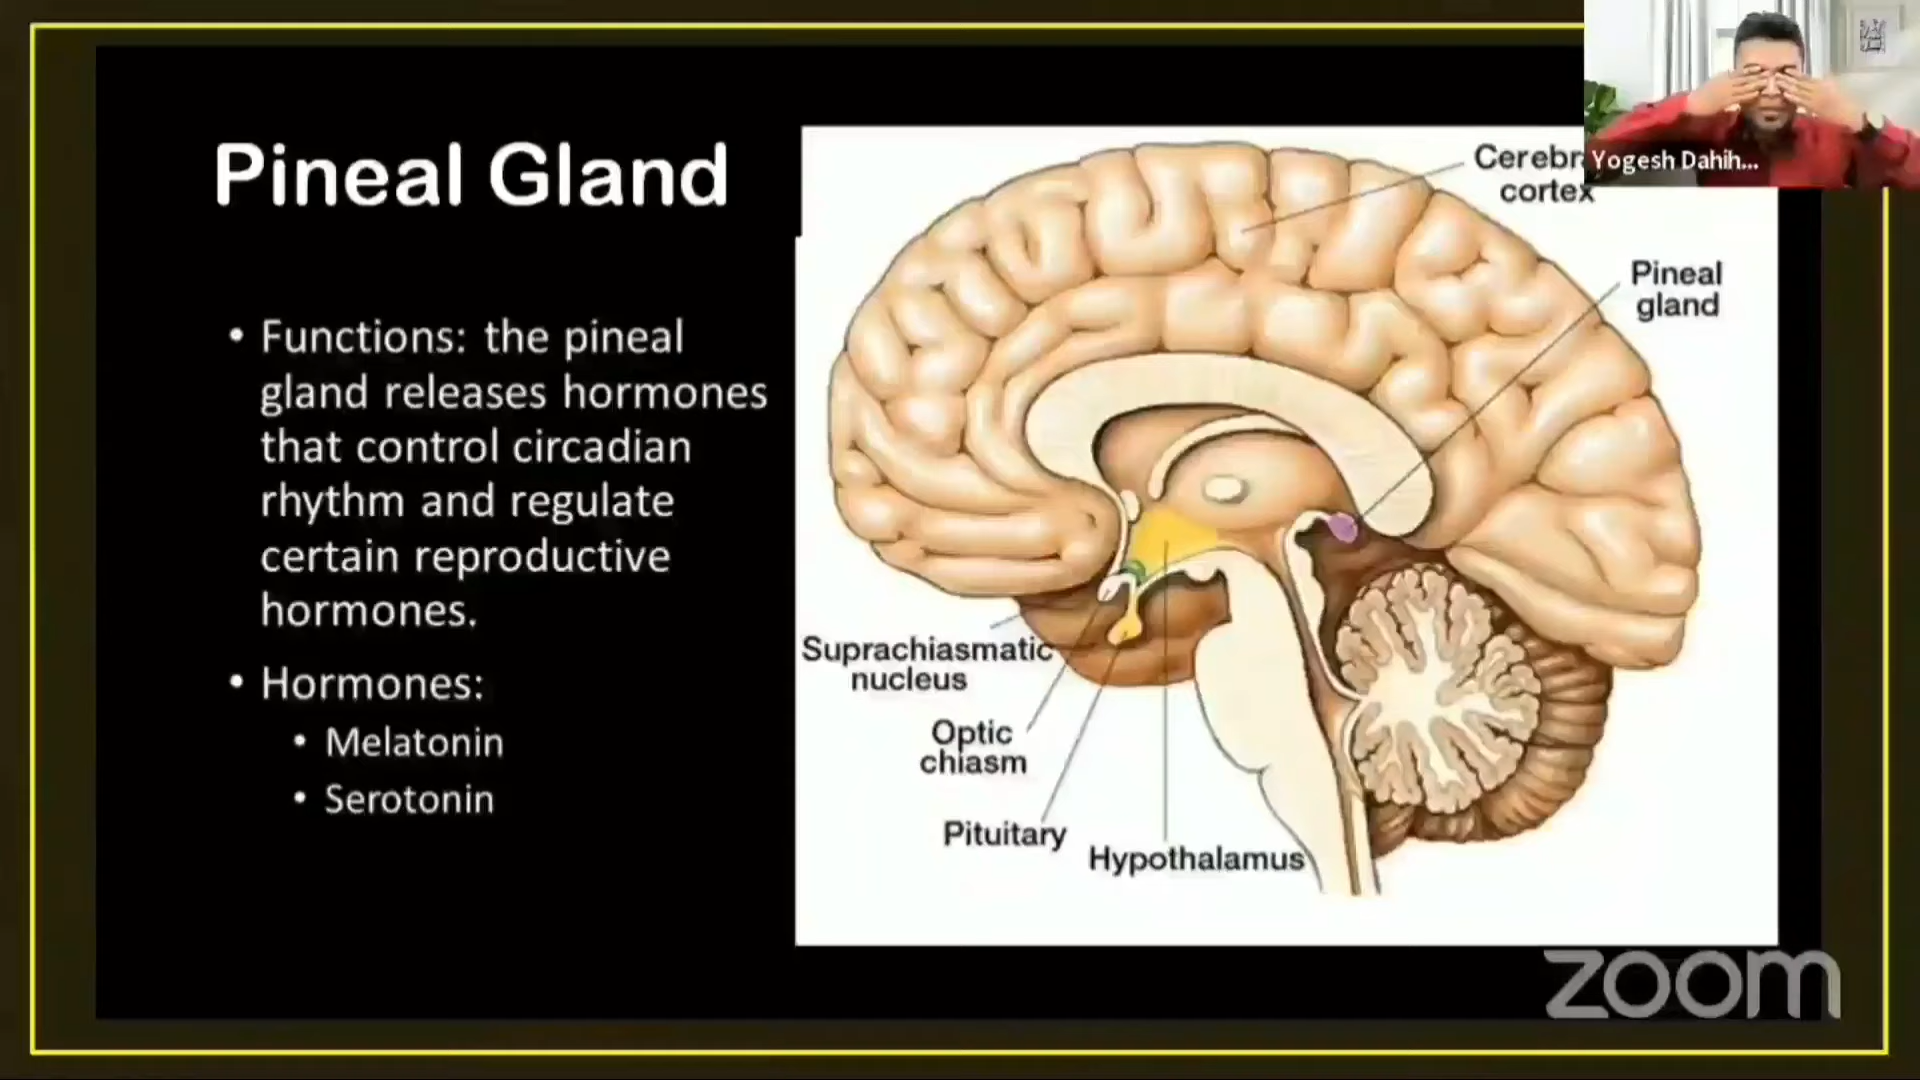 Pineal Gland
• Functions: the pineal
gland releases hormones
that control circadian
rhythm and regulate
certain reproductive
hormones.
• Hormones:
• Melatonin
• Serotonin
cortex
Pineal
gland
Suprachiasmatic
nucleus
Optic
chiasm
Pituitary
Hypothalamus
Yogesh Dahih...
zoom